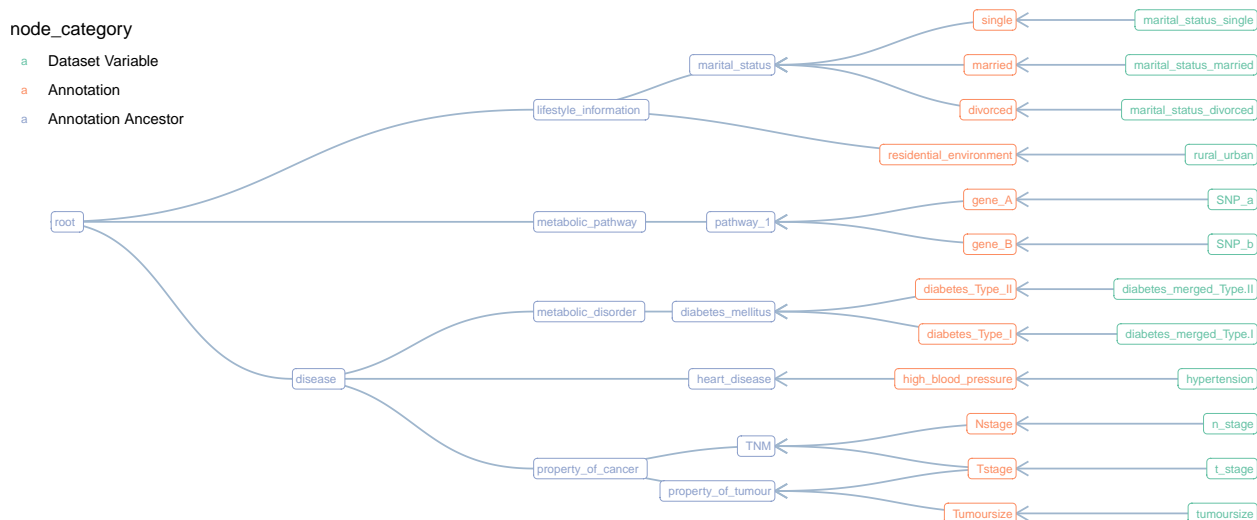 node_category
a Dataset Variable
a Annotation
a Annotation Ancestor
single
marital_status_single
marital_status
married
marital_status_married
lifestyle_information
divorced
marital_status_divorced
residential_environment
rural_urban
root
metabolic_pathway
pathway_1
gene_A
SNP_a
gene_B
SNP_b
diabetes_Type_II
diabetes_merged_Type.II
metabolic_disorder
diabetes_mellitus
diabetes_Type_I
diabetes_merged_Type.I
disease
heart_disease
high_blood_pressure
hypertension
Nstage
n_stage
TNM
property_of_cancer
Tstage
t_stage
property_of_tumour
Tumoursize
tumoursize